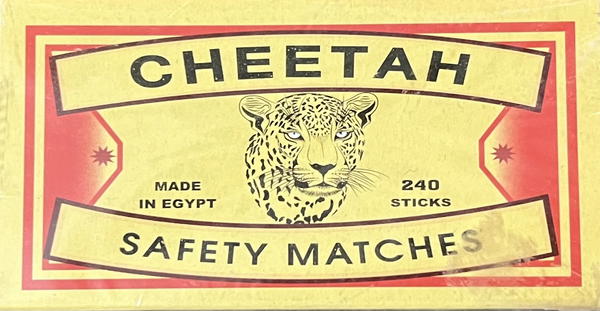 CHEETAH
MADE
IN EGYPT
240
STICKS
SAFETY MATCHES